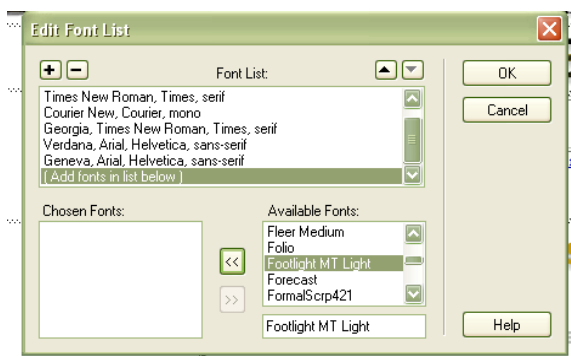 Edit Font List
Font List:
OK
Times New Roman, Times, serif
Courier New, Courier, mono
Georgia, Times New Roman, Times, serif
Verdana, Arial, Helvetica, sans-serif
Geneva, Arial, Helvetica, sans-serif
( Add fonts in list below )
Cancel
Chosen Fonts:
Available Fonts:
Fleer Medium
Folio
Footlight MT Light
Forecast
FormalScrp421
<<
>>
Footlight MT Light
Help